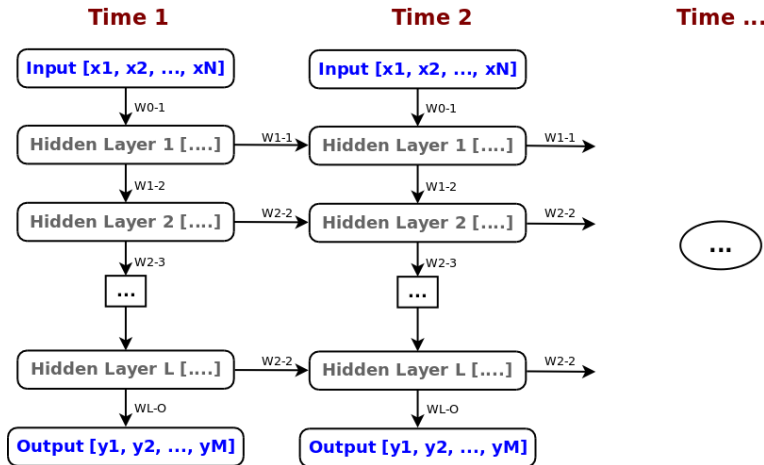 Time 1
Time 2
Time ...
Input [x1, x2, ..., xN]
Input [x1, x2, ..., xN]
W0-1
W0-1
Hidden Layer 1 [....]
W1-1
Hidden Layer 1 [....]
W1-1
W1-2
W1-2
Hidden Layer 2 [....]
W2-2
Hidden Layer 2 [....]
W2-2
...
W2-3
W2-3
...
...
Hidden Layer L [....]
W2-2
Hidden Layer L [....]
W2-2
WL-O
WL-O
Output [y1, y2, ..., yM]
Output [y1, y2, ..., yM]